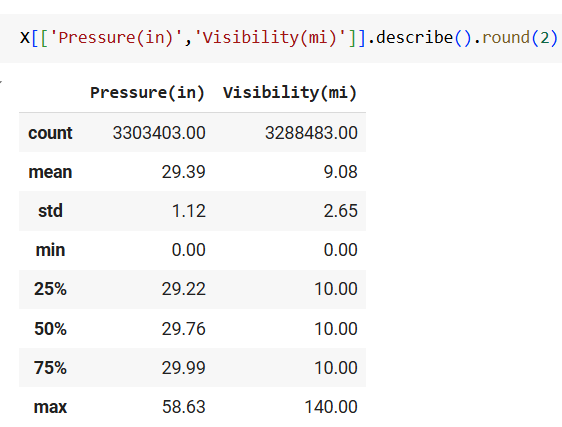 X[['Pressure(in)','Visibility(mi)']].describe().round(2)
Pressure(in) Visibility(mi)
count 3303403.00 3288483.00
mean 29.39 9.08
std 1.12 2.65
min 0.00 0.00
25% 29.22 10.00
50% 29.76 10.00
75% 29.99 10.00
max 58.63 140.00